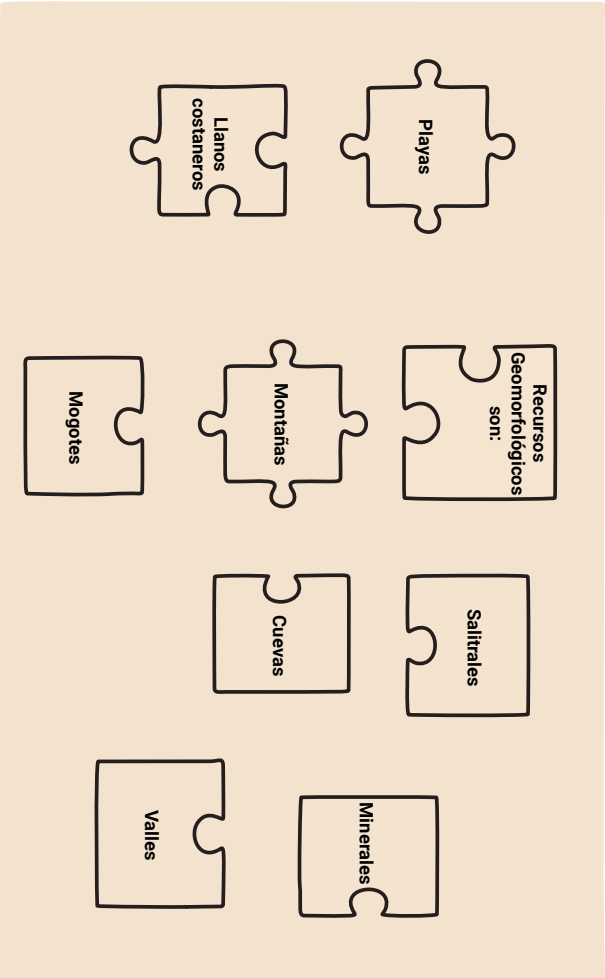 Playas
Recursos
Geomorfológicos
son:
Salitrales
Minerales
Llanos
costaneros
Montañas
Cuevas
Valles
Mogotes